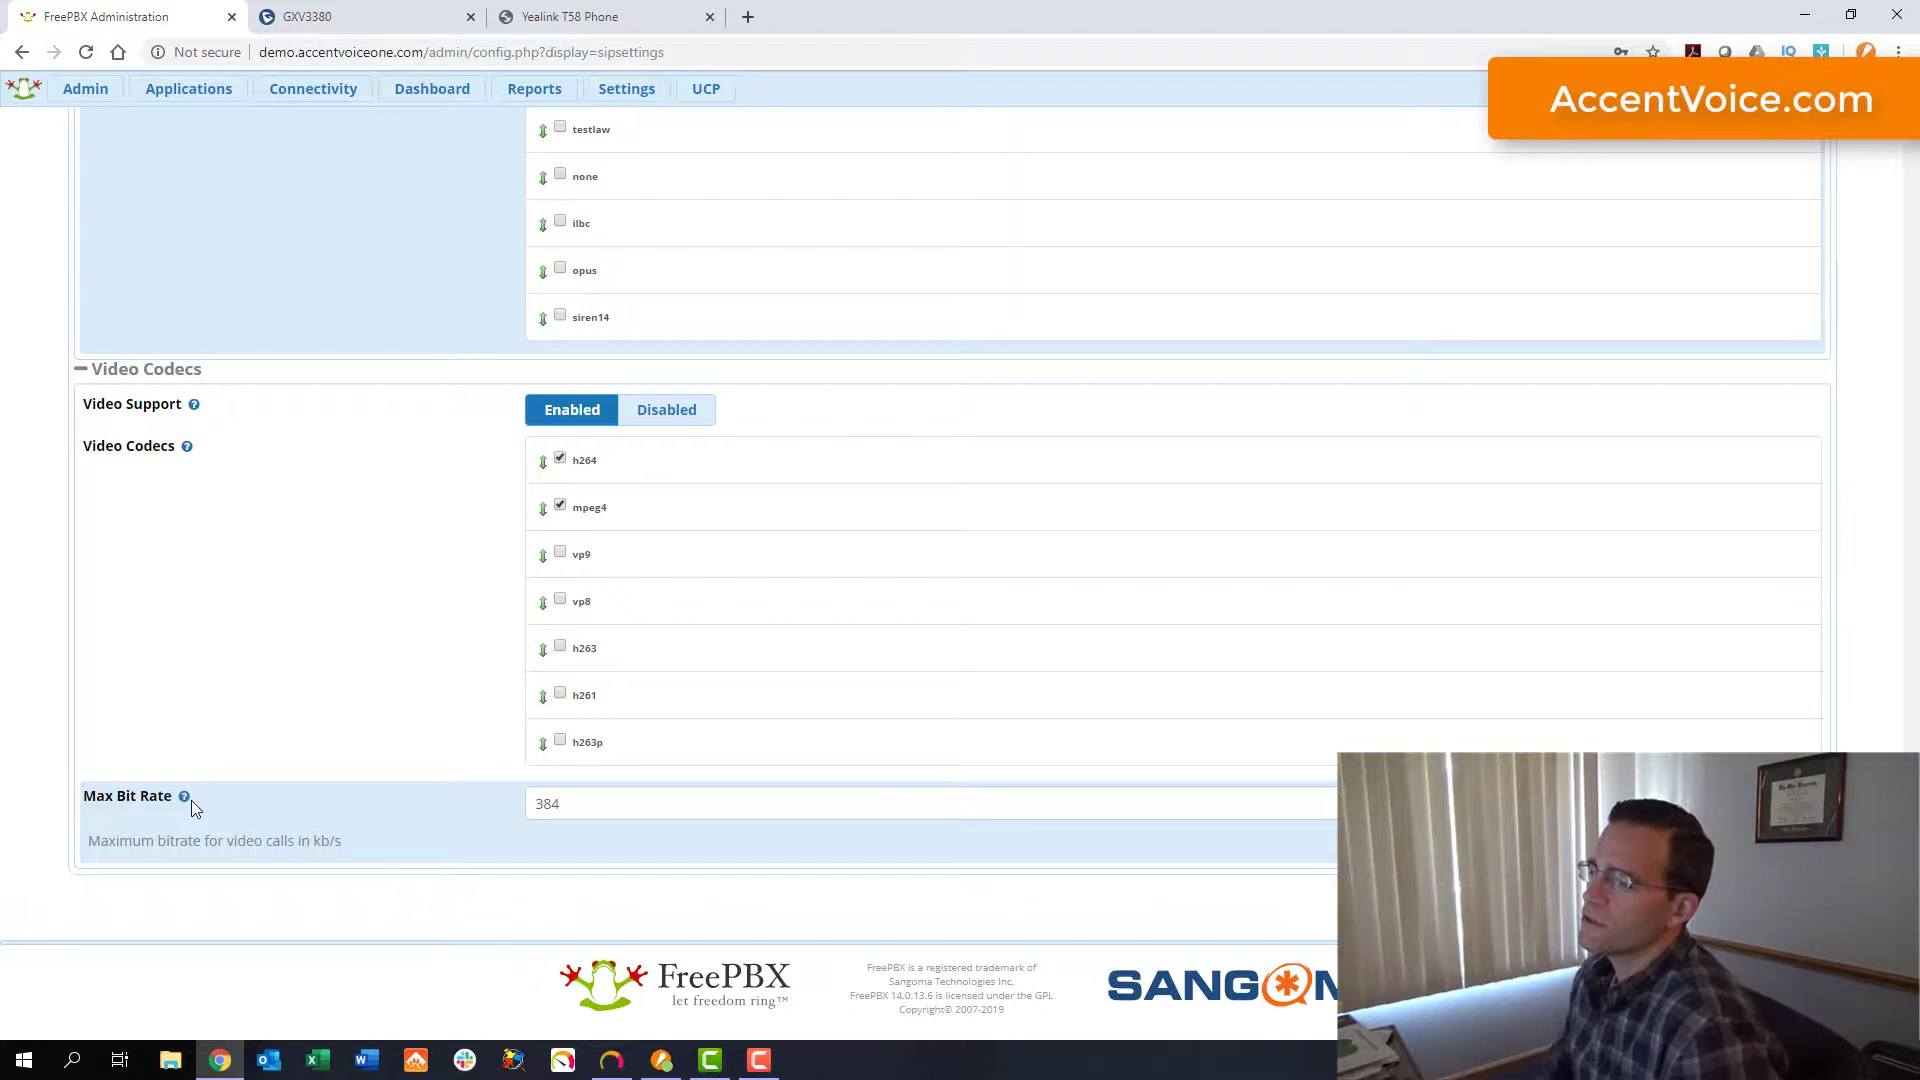 FreePBX Administration
GXV3380
Yealink T58 Phone
Not secure
demo.accentvoiceone.com/admin/config.php?display=sipsettings
Admin
Applications
Connectivity
Dashboard
Reports
Settings
UCP
AccentVoice.com
testlaw
none
ilbc
opus
siren14
Video Codecs
Video Support
Enabled
Disabled
Video Codecs
h264
mpeg4
vp9
vp8
h263
h261
h263p
Max Bit Rate
384
Maximum bitrate for video calls in kb/s
FreePBX
let freedom ring™
FreePBX is a registered trademark of
Sangoma Technologies Inc.
FreePBX 14.0.13.6 is licensed under the GPL
Copyright© 2007-2019
SANGOM